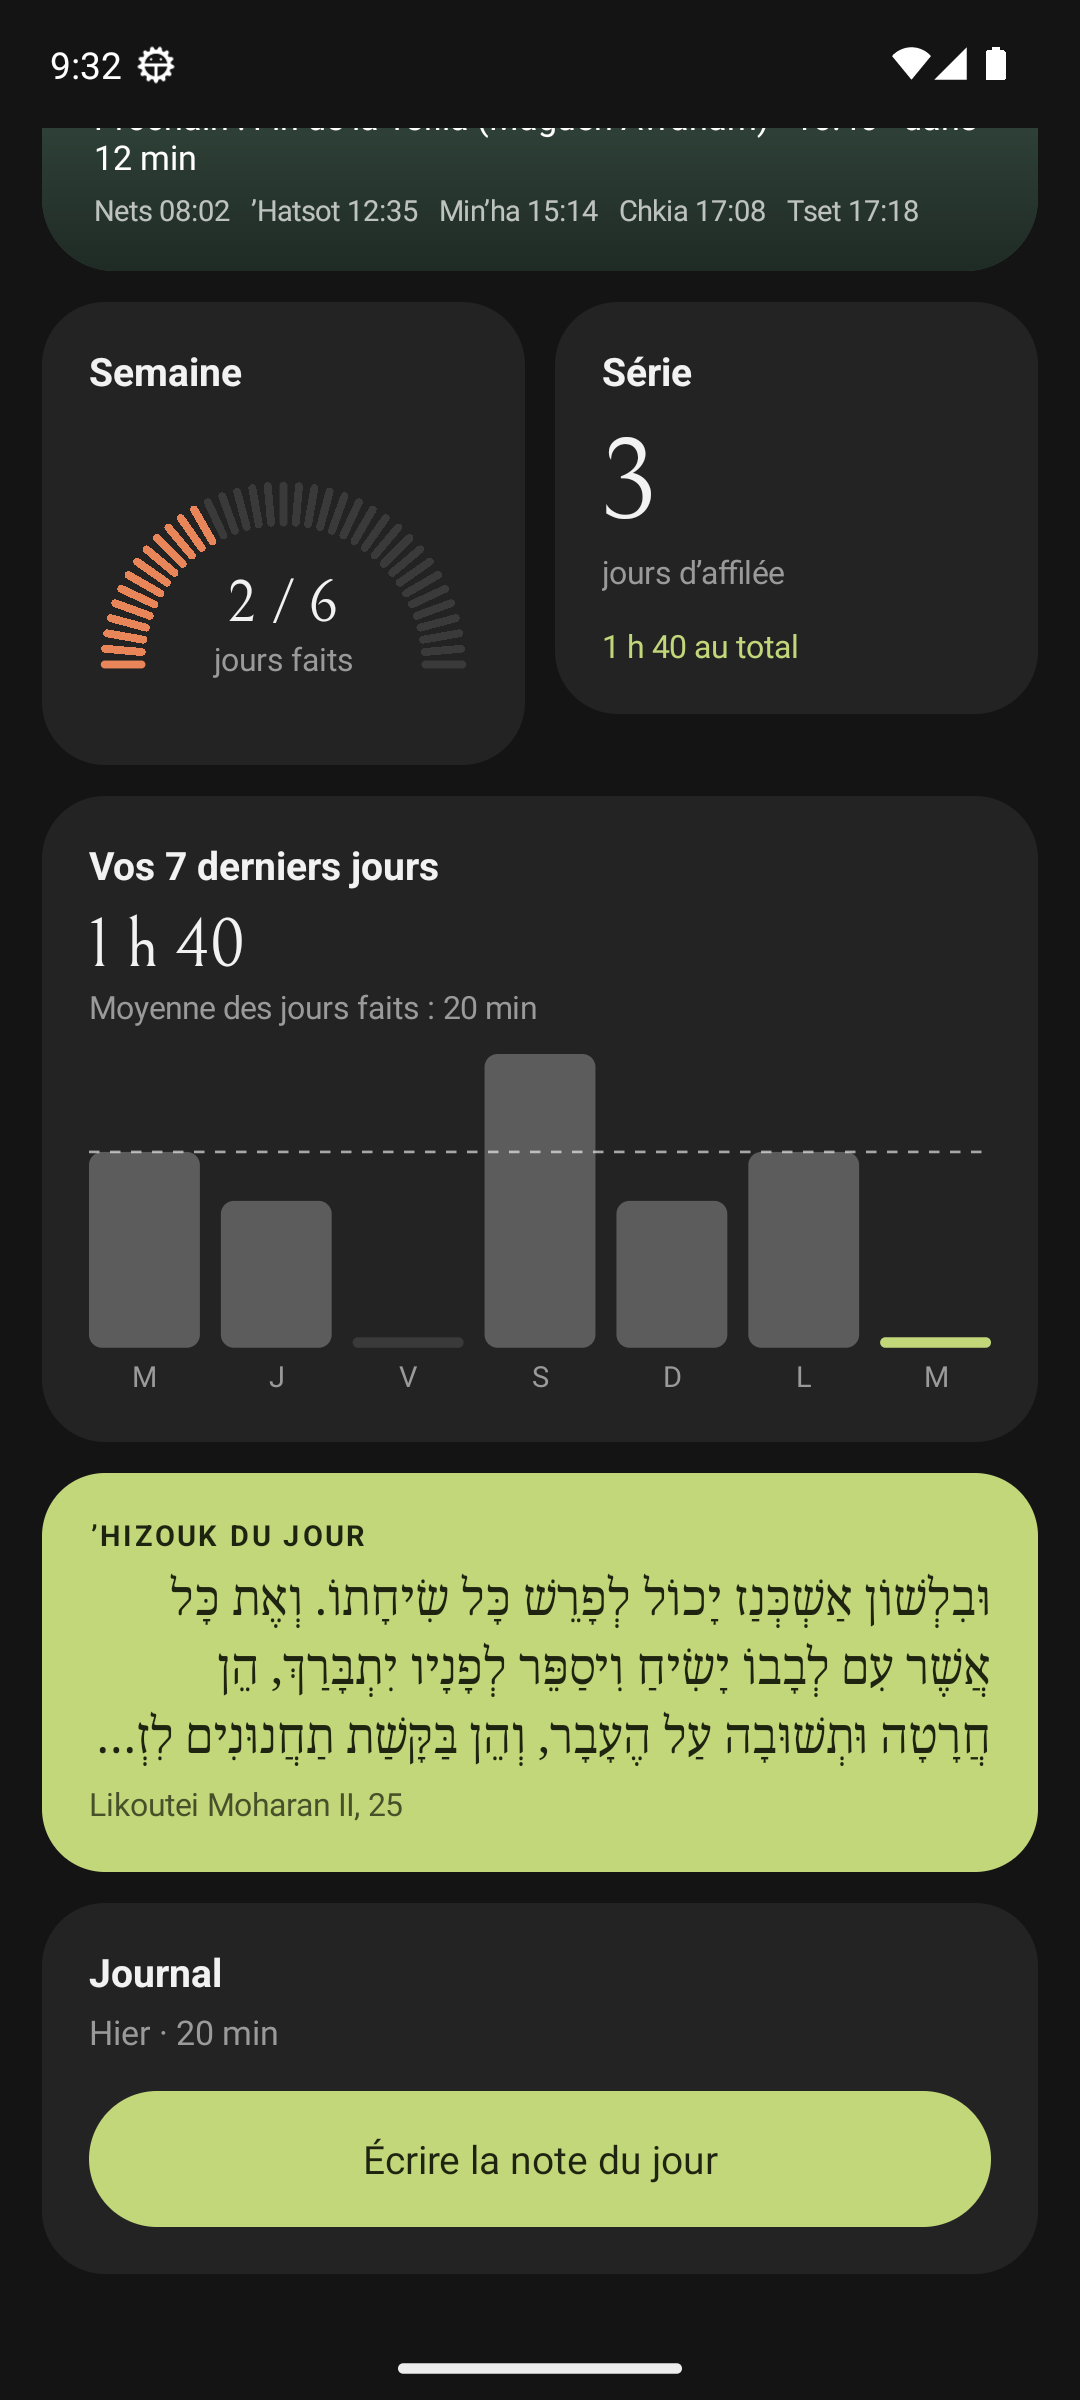 9:32
12 min
Nets 08:02 ’Hatsot 12:35 Min’ha 15:14 Chkia 17:08 Tset 17:18
Semaine
2 / 6
jours faits
Série
3
jours d’affilée
1 h 40 au total
Vos 7 derniers jours
1 h 40
Moyenne des jours faits : 20 min
M J V S D L M
’HIZOUK DU JOUR
וּבִלְשׁוֹן אַשְׁכְּנַז יָכוֹל לְפָרֵשׁ כָּל שִׂיחָתוֹ. וְאֶת כָּל
אֲשֶׁר עִם לְבָבוֹ יָשִׂיחַ וִיסַפֵּר לְפָנָיו יִתְבָּרַךְ, הֵן
חֲרָטָה וּתְשׁוּבָה עַל הֶעָבָר, וְהֵן בַּקָּשַׁת תַּחֲנוּנִים לִזְ...
Likoutei Moharan II, 25
Journal
Hier · 20 min
Écrire la note du jour